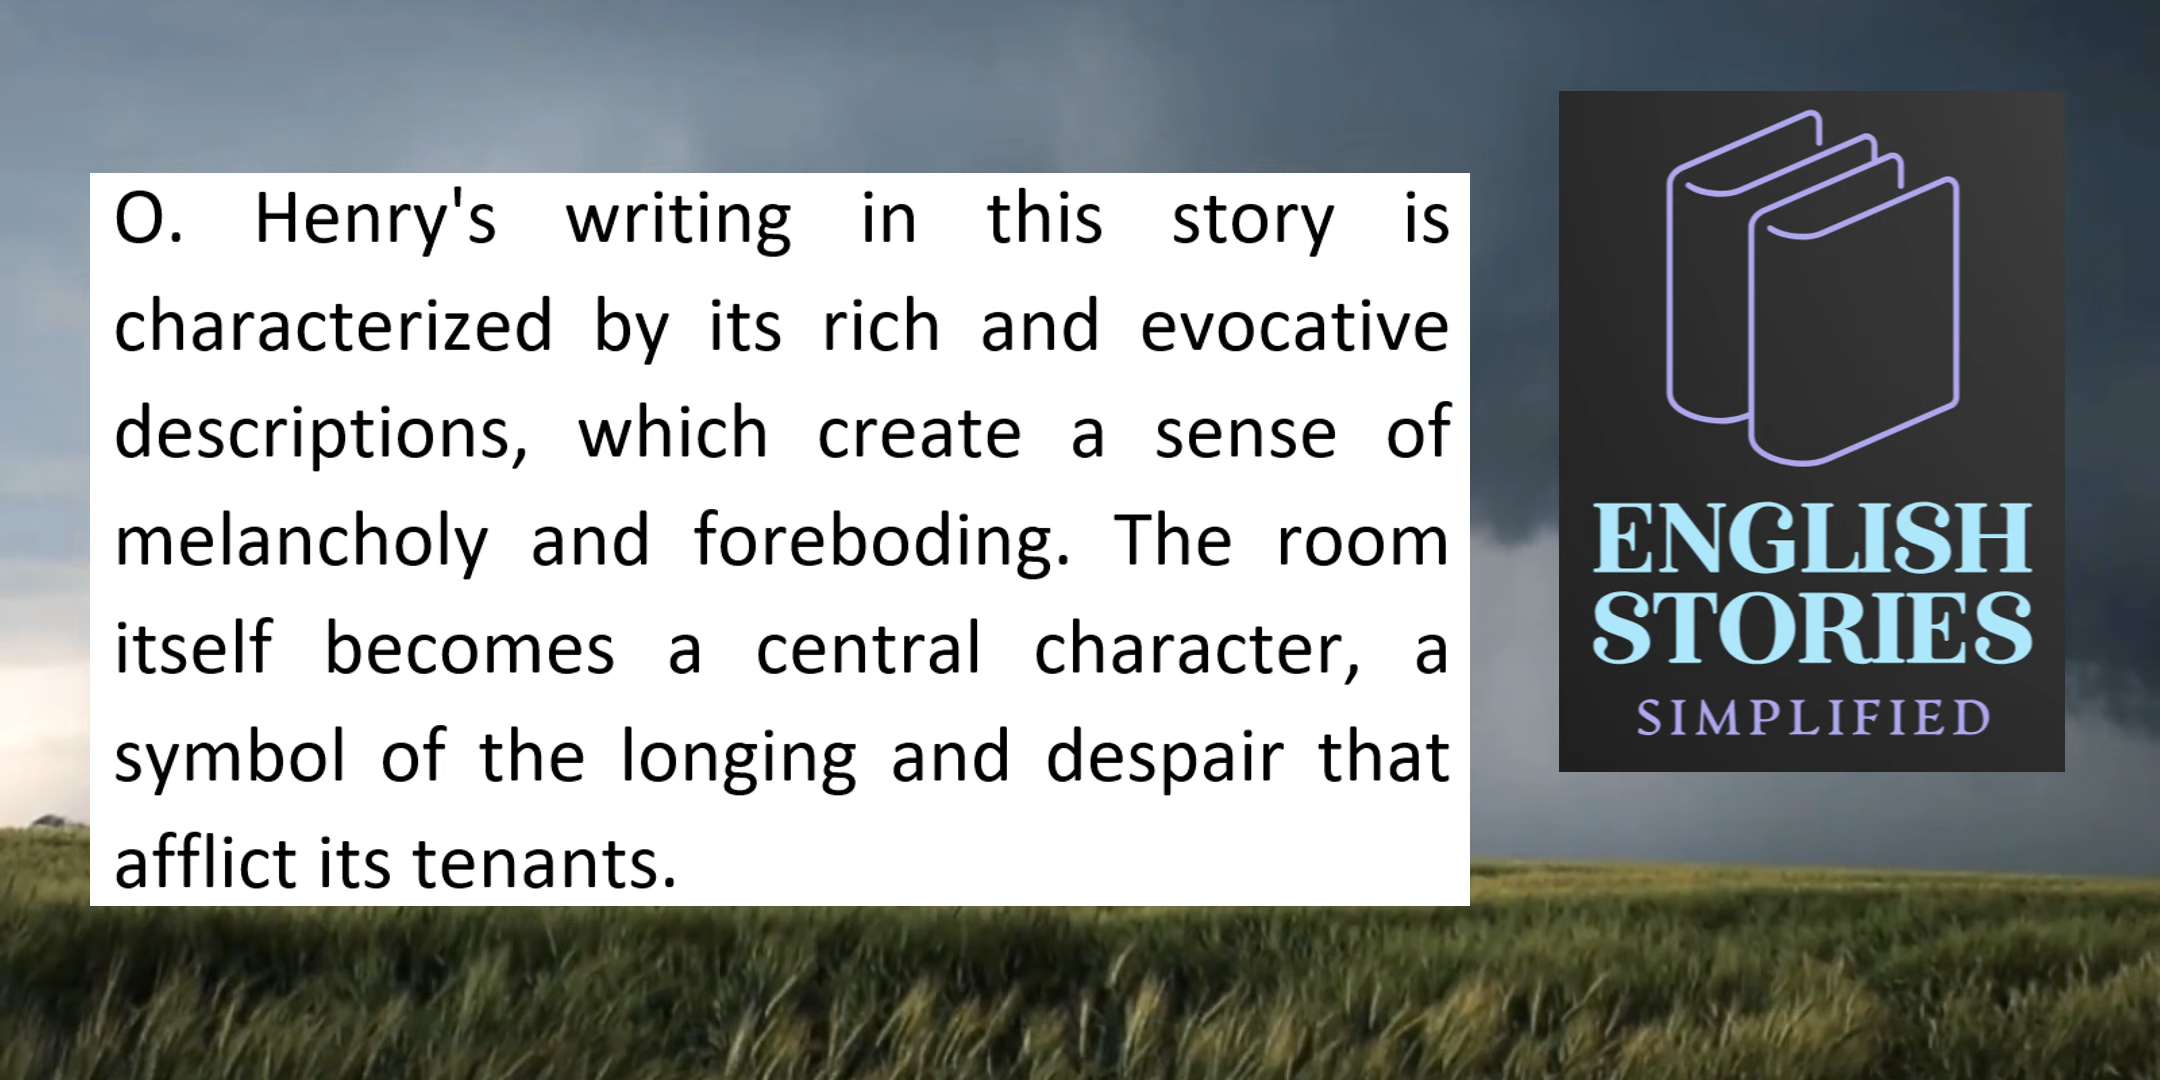 O. Henry's writing in this story is
characterized by its rich and evocative
descriptions, which create a sense of
melancholy and foreboding. The room
itself becomes a central character, a
symbol of the longing and despair that
afflict its tenants.
ENGLISH
STORIES
SIMPLIFIED